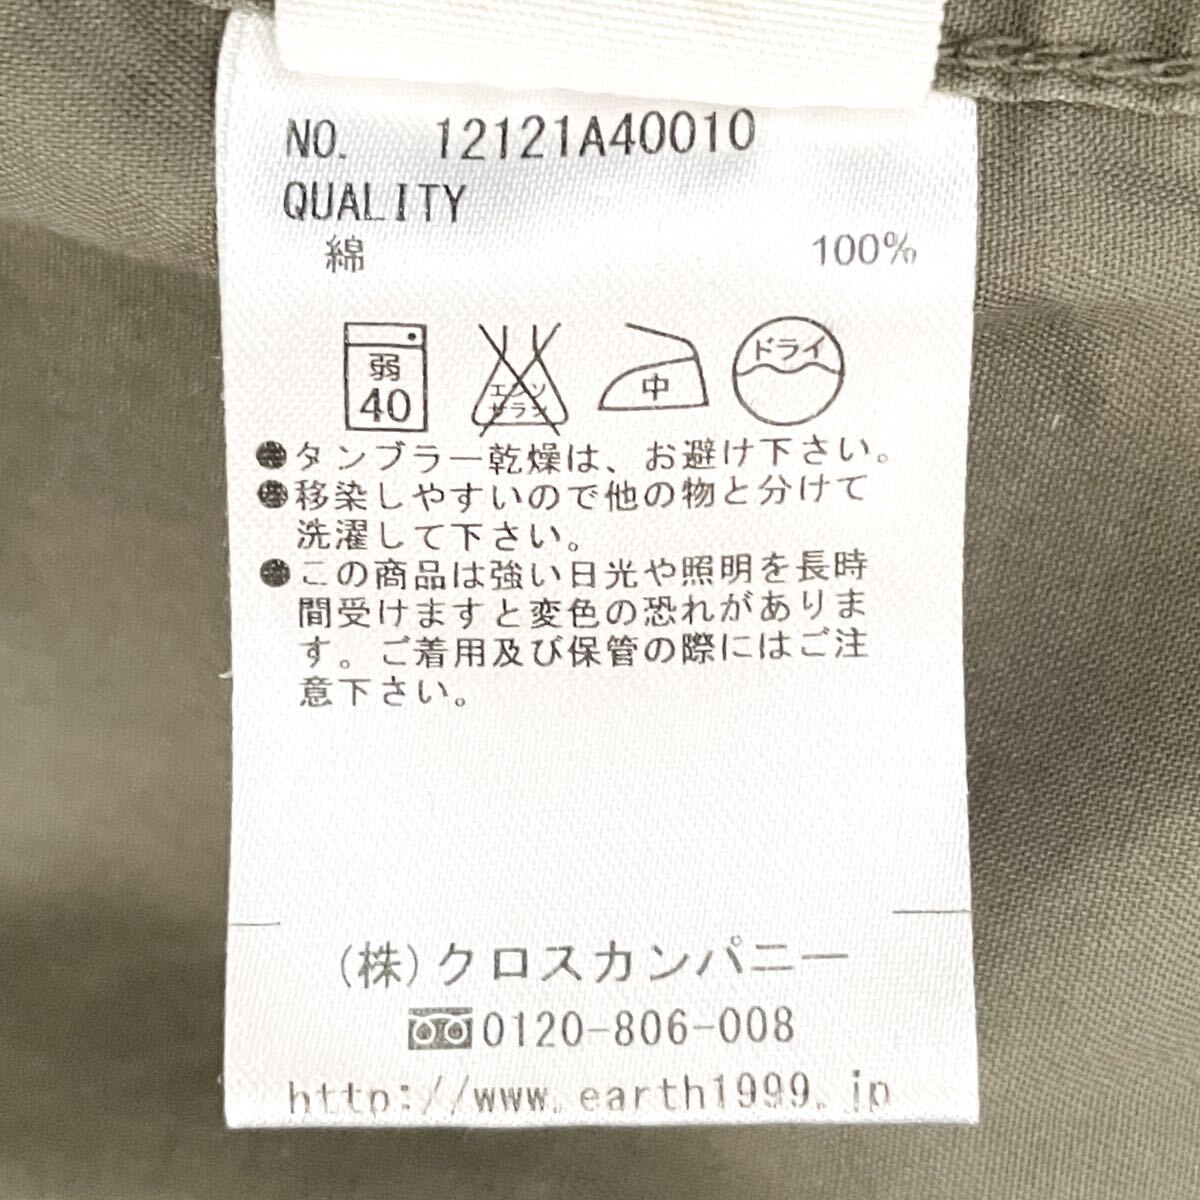 NO. 12121A40010
QUALITY
綿 100%
弱 40 エンソ サラシ 中 ドライ
●タンブラー乾燥は、お避け下さい。
●移染しやすいので他の物と分けて
洗濯して下さい。
●この商品は強い日光や照明を長時
間受けますと変色の恐れがありま
す。ご着用及び保管の際にはご注
意下さい。
(株)クロスカンパニー
0120-806-008
http://www.earth1999.jp